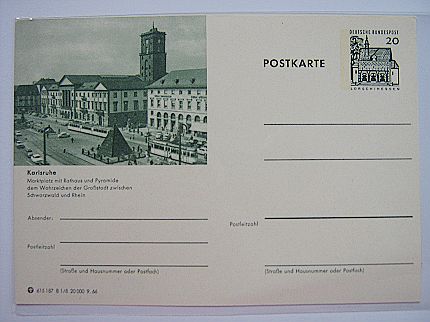 DEUTSCHE BUNDESPOST
20
LORSCH/HESSEN
POSTKARTE
Karlsruhe
Marktplatz mit Rathaus und Pyramide
dem Wahrzeichen der Großstadt zwischen
Schwarzwald und Rhein
Absender:
Postleitzahl
(Straße und Hausnummer oder Postfach)
Postleitzahl
(Straße und Hausnummer oder Postfach)
615 187 B 1/8 20 000 9. 66